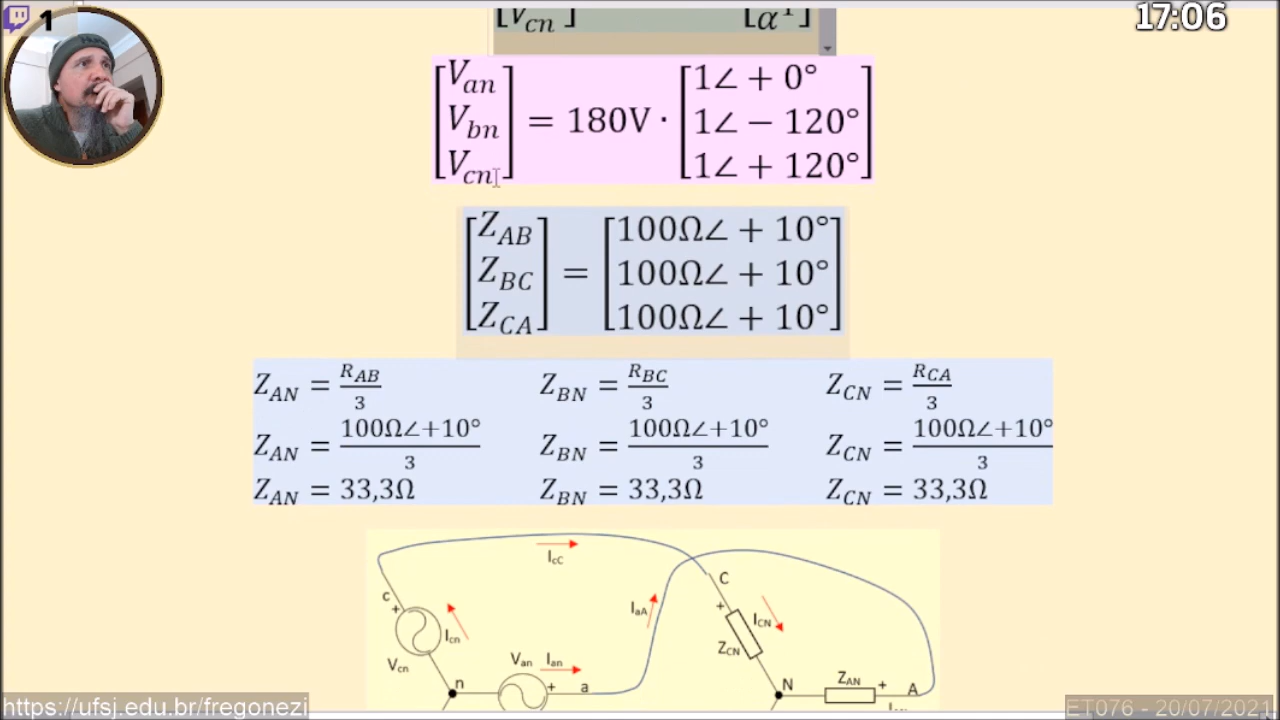 1
17:06
[V_cn] [α¹]
[V_an] [1∠ + 0°]
[V_bn] = 180V · [1∠ − 120°]
[V_cn] [1∠ + 120°]
[Z_AB] [100Ω∠ + 10°]
[Z_BC] = [100Ω∠ + 10°]
[Z_CA] [100Ω∠ + 10°]
Z_AN = R_AB/3 Z_BN = R_BC/3 Z_CN = R_CA/3
Z_AN = 100Ω∠+10°/3 Z_BN = 100Ω∠+10°/3 Z_CN = 100Ω∠+10°/3
Z_AN = 33,3Ω Z_BN = 33,3Ω Z_CN = 33,3Ω
I_cC
C
c
+
+
I_aA
I_CN
I_cn
Z_CN
V_cn
V_an I_an
n
+ a
N
Z_AN + A
https://ufsj.edu.br/fregonezi
ET076 - 20/07/2021